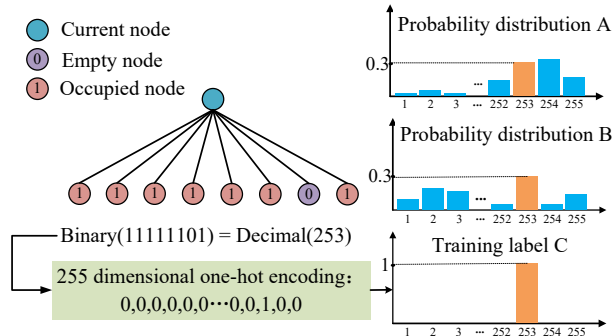 Current node
0 Empty node
1 Occupied node
1 1 1 1 1 1 0 1
Binary(11111101) = Decimal(253)
255 dimensional one-hot encoding:
0,0,0,0,0,0···0,0,1,0,0
Probability distribution A
0.3
1 2 3 ... 252 253 254 255
Probability distribution B
0.3
1 2 3 ... 252 253 254 255
Training label C
1
1 2 3 ... 252 253 254 255